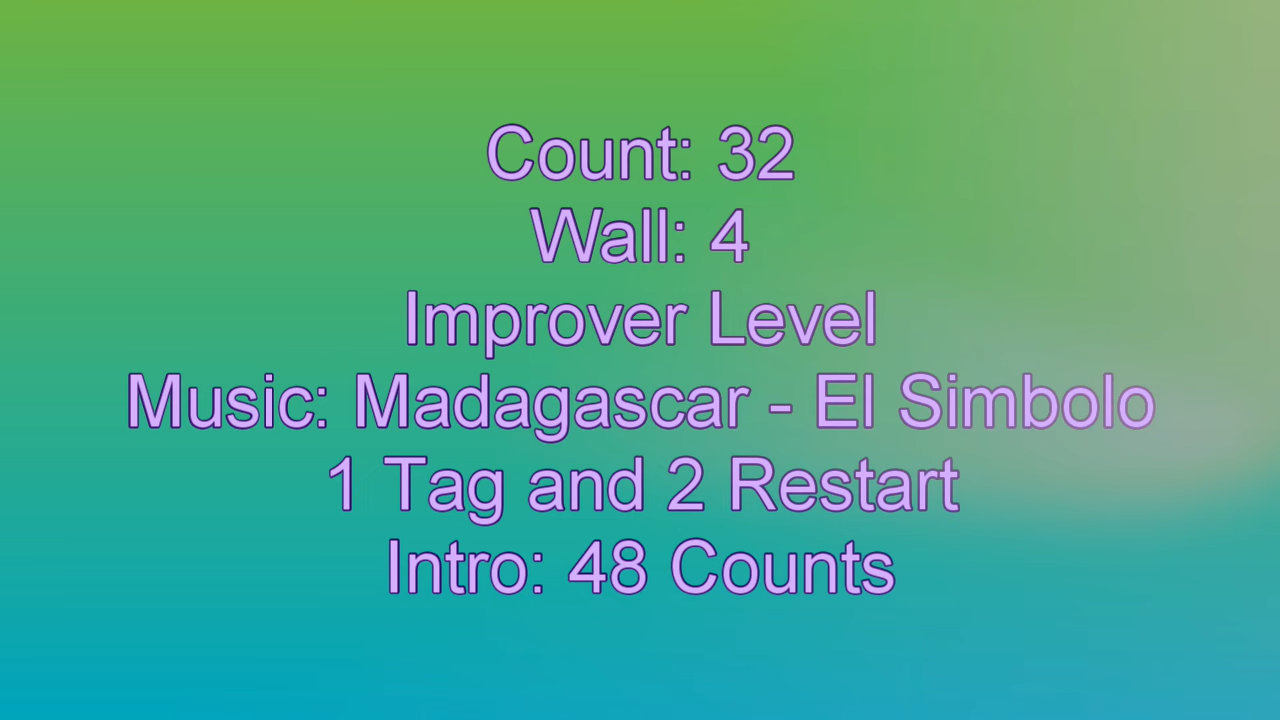 Count: 32
Wall: 4
Improver Level
Music: Madagascar - El Simbolo
1 Tag and 2 Restart
Intro: 48 Counts